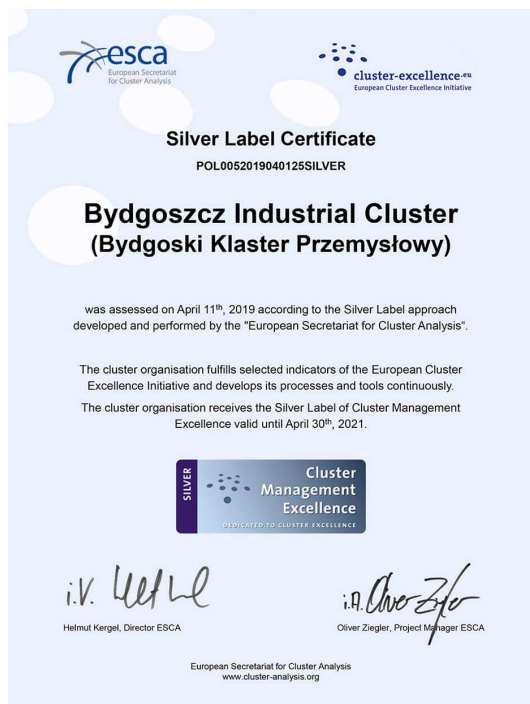 esca
European Secretariat
for Cluster Analysis
cluster-excellence.eu
European Cluster Excellence Initiative
Silver Label Certificate
POL0052019040125SILVER
Bydgoszcz Industrial Cluster
(Bydgoski Klaster Przemysłowy)
was assessed on April 11th, 2019 according to the Silver Label approach
developed and performed by the "European Secretariat for Cluster Analysis“.
The cluster organisation fulfills selected indicators of the European Cluster
Excellence Initiative and develops its processes and tools continuously.
The cluster organisation receives the Silver Label of Cluster Management
Excellence valid until April 30th, 2021.
SILVER
Cluster
Management
Excellence
DEDICATED TO CLUSTER EXCELLENCE
i.V.
i.A. Oliver Ziegler
Helmut Kergel, Director ESCA
Oliver Ziegler, Project Manager ESCA
European Secretariat for Cluster Analysis
www.cluster-analysis.org